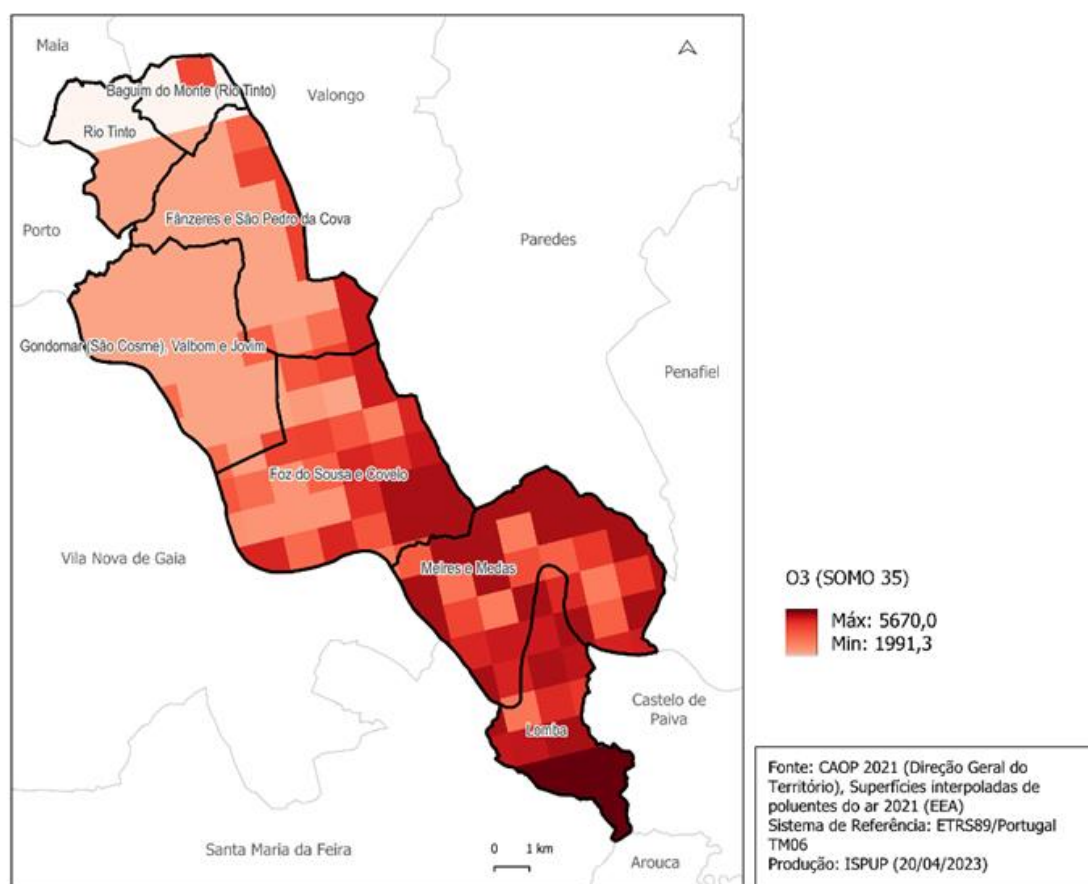 Maia
Baguim do Monte (Rio Tinto)
Valongo
Rio Tinto
Fânzeres e São Pedro da Cova
Porto
Paredes
Gondomar (São Cosme), Valbom e Jovim
Penafiel
Foz do Sousa e Covelo
Vila Nova de Gaia
Melres e Medas
O3 (SOMO 35)
Máx: 5670,0
Min: 1991,3
Castelo de
Paiva
Lomba
Santa Maria da Feira
0 1 km
Arouca
Fonte: CAOP 2021 (Direção Geral do
Território), Superfícies interpoladas de
poluentes do ar 2021 (EEA)
Sistema de Referência: ETRS89/Portugal
TM06
Produção: ISPUP (20/04/2023)